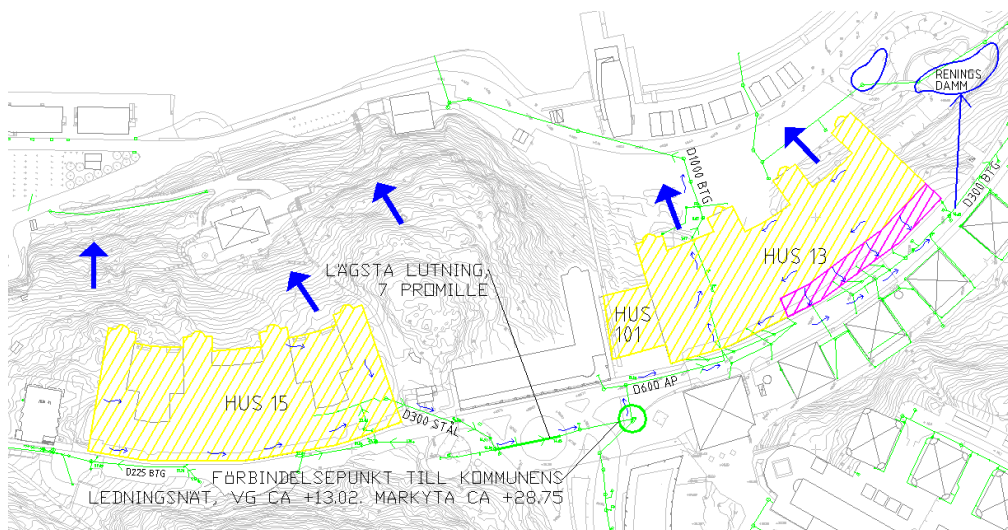 RENINGS
DAMM
D300 BTG
D1000 BTG
HUS 13
LÄGSTA LUTNING,
7 PROMILLE
HUS
101
D600 AP
HUS 15
D300 STÅL
D225 BTG
FÖRBINDELSEPUNKT TILL KOMMUNENS
LEDNINGSNÄT, VG CA +13.02. MARKYTA CA +28.75